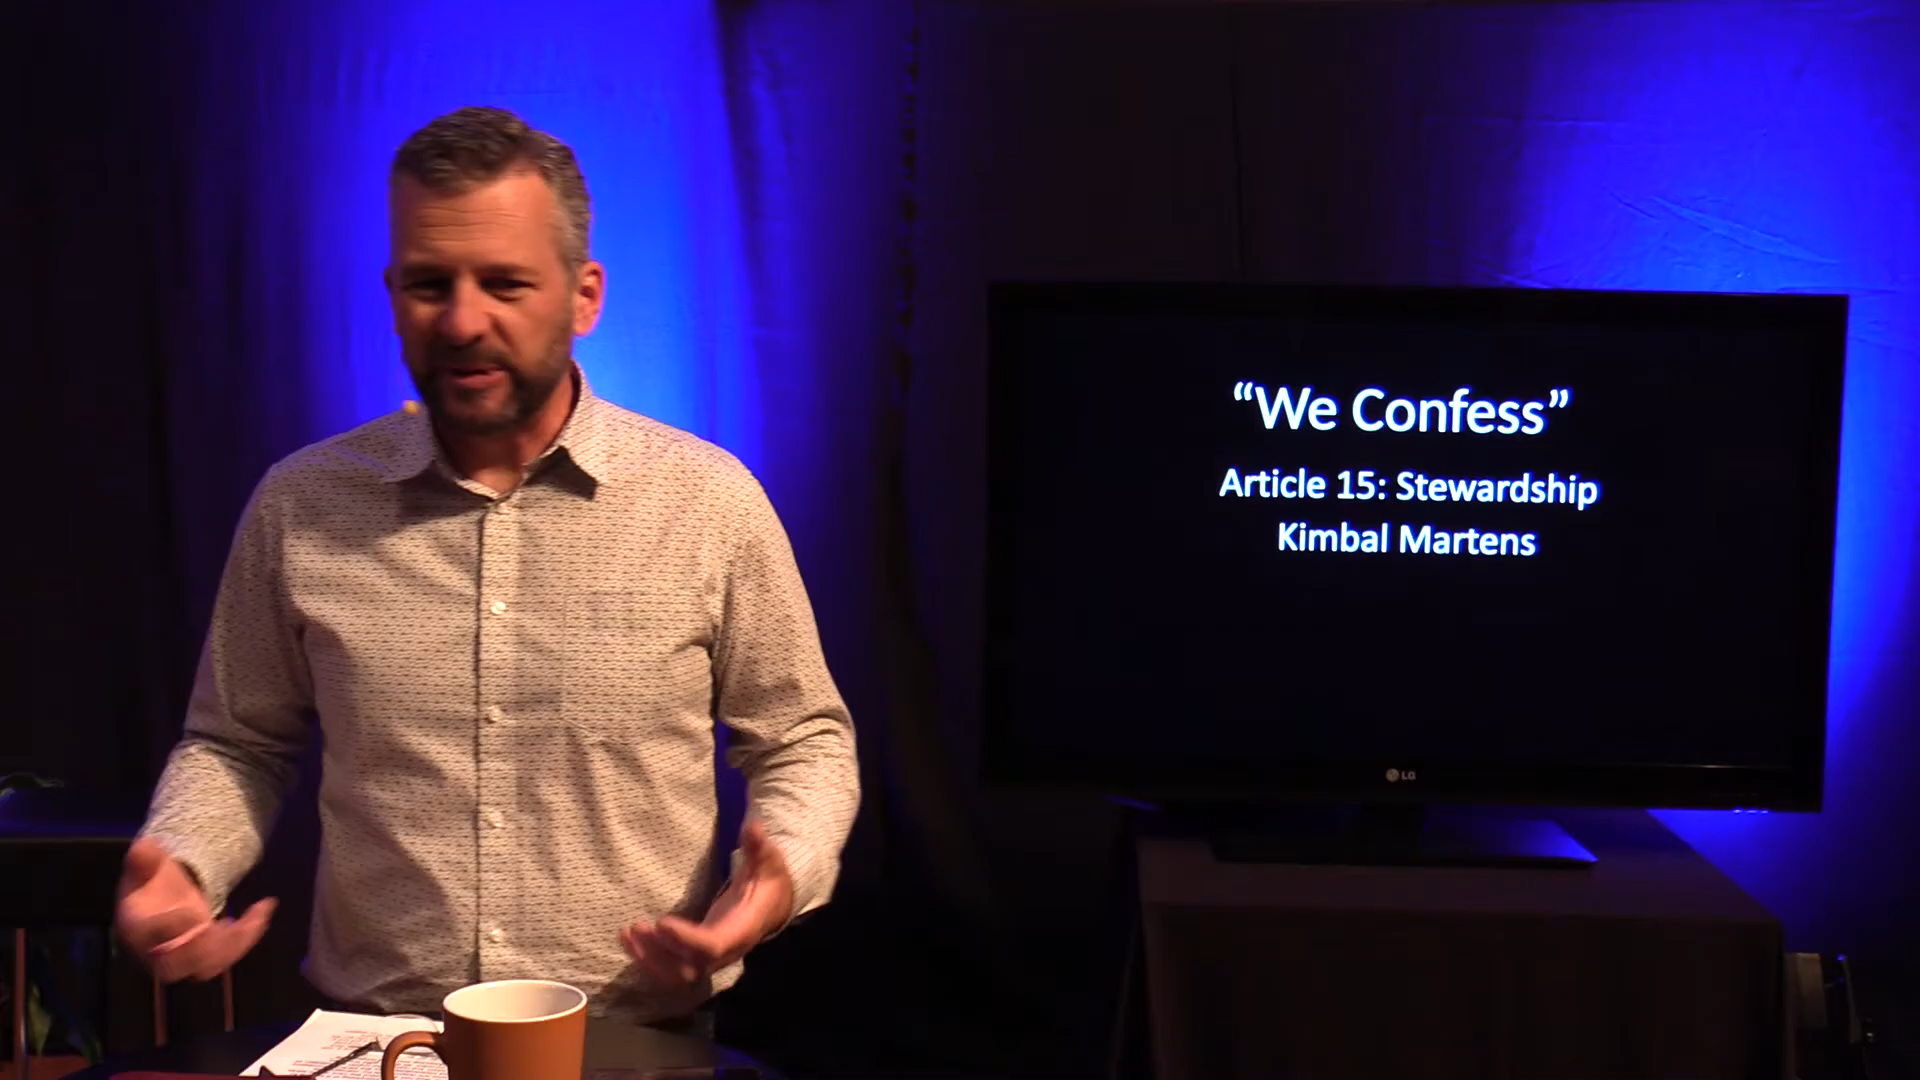 “We Confess”
Article 15: Stewardship
Kimbal Martens
LG